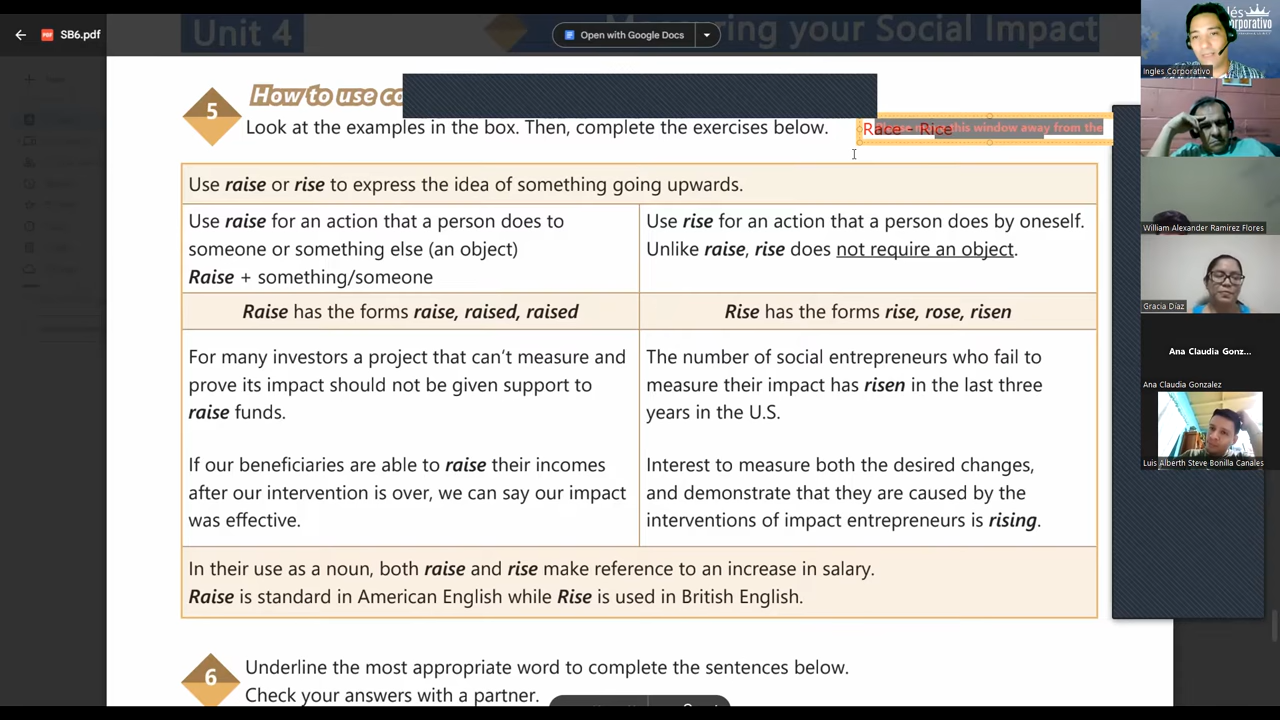 SB6.pdf
Open with Google Docs
Unit 4
ring your Social Impact
5
How to use co
Look at the examples in the box. Then, complete the exercises below.
Race - Rice
this window away from the
Use raise or rise to express the idea of something going upwards.
Use raise for an action that a person does to
someone or something else (an object)
Raise + something/someone
Use rise for an action that a person does by oneself.
Unlike raise, rise does not require an object.
Raise has the forms raise, raised, raised
Rise has the forms rise, rose, risen
For many investors a project that can't measure and
prove its impact should not be given support to
raise funds.
If our beneficiaries are able to raise their incomes
after our intervention is over, we can say our impact
was effective.
The number of social entrepreneurs who fail to
measure their impact has risen in the last three
years in the U.S.
Interest to measure both the desired changes,
and demonstrate that they are caused by the
interventions of impact entrepreneurs is rising.
In their use as a noun, both raise and rise make reference to an increase in salary.
Raise is standard in American English while Rise is used in British English.
6
Underline the most appropriate word to complete the sentences below.
Check your answers with a partner.
Ingles Corporativo
William Alexander Ramirez Flores
Gracia Díaz
Ana Claudia Gonz...
Ana Claudia Gonzalez
Luis Alberth Steve Bonilla Canales